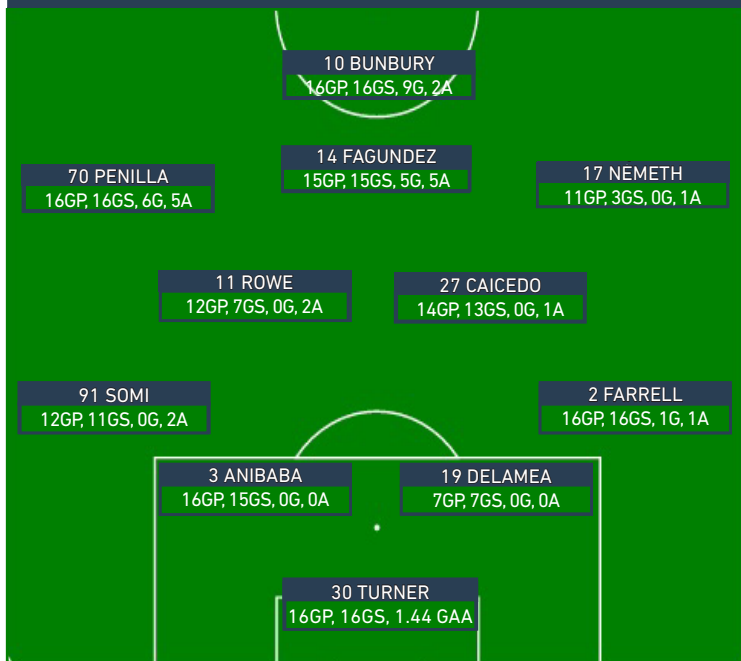 10 BUNBURY
16GP, 16GS, 9G, 2A
14 FAGUNDEZ
15GP, 15GS, 5G, 5A
70 PENILLA
16GP, 16GS, 6G, 5A
17 NEMETH
11GP, 3GS, 0G, 1A
11 ROWE
12GP, 7GS, 0G, 2A
27 CAICEDO
14GP, 13GS, 0G, 1A
91 SOMI
12GP, 11GS, 0G, 2A
2 FARRELL
16GP, 16GS, 1G, 1A
3 ANIBABA
16GP, 15GS, 0G, 0A
19 DELAMEA
7GP, 7GS, 0G, 0A
30 TURNER
16GP, 16GS, 1.44 GAA